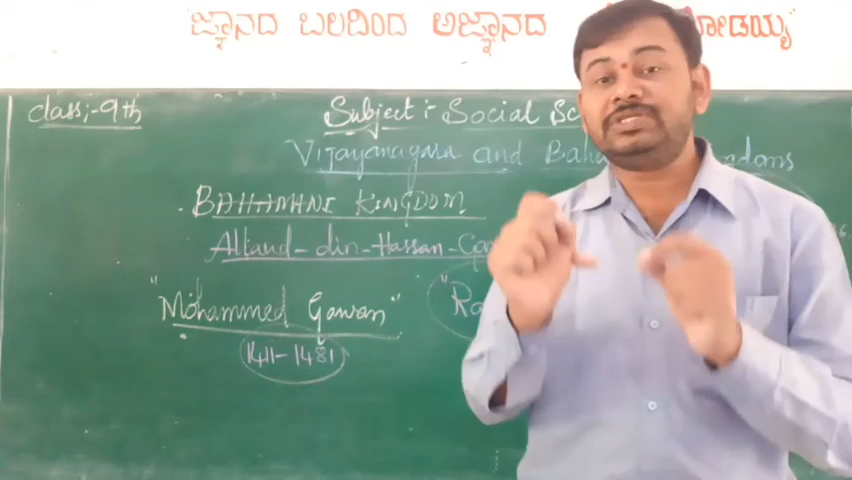 ಜ್ಞಾನದ ಬಲದಿಂದ ಅಜ್ಞಾನದ ನೋಡಯ್ಯ
Class;-9th
Subject : Social
Vijayanagara and
BAHAMANI KINGDOM
Allaud-din-Hassan-
"Mohammed Gawan"
1411-1481